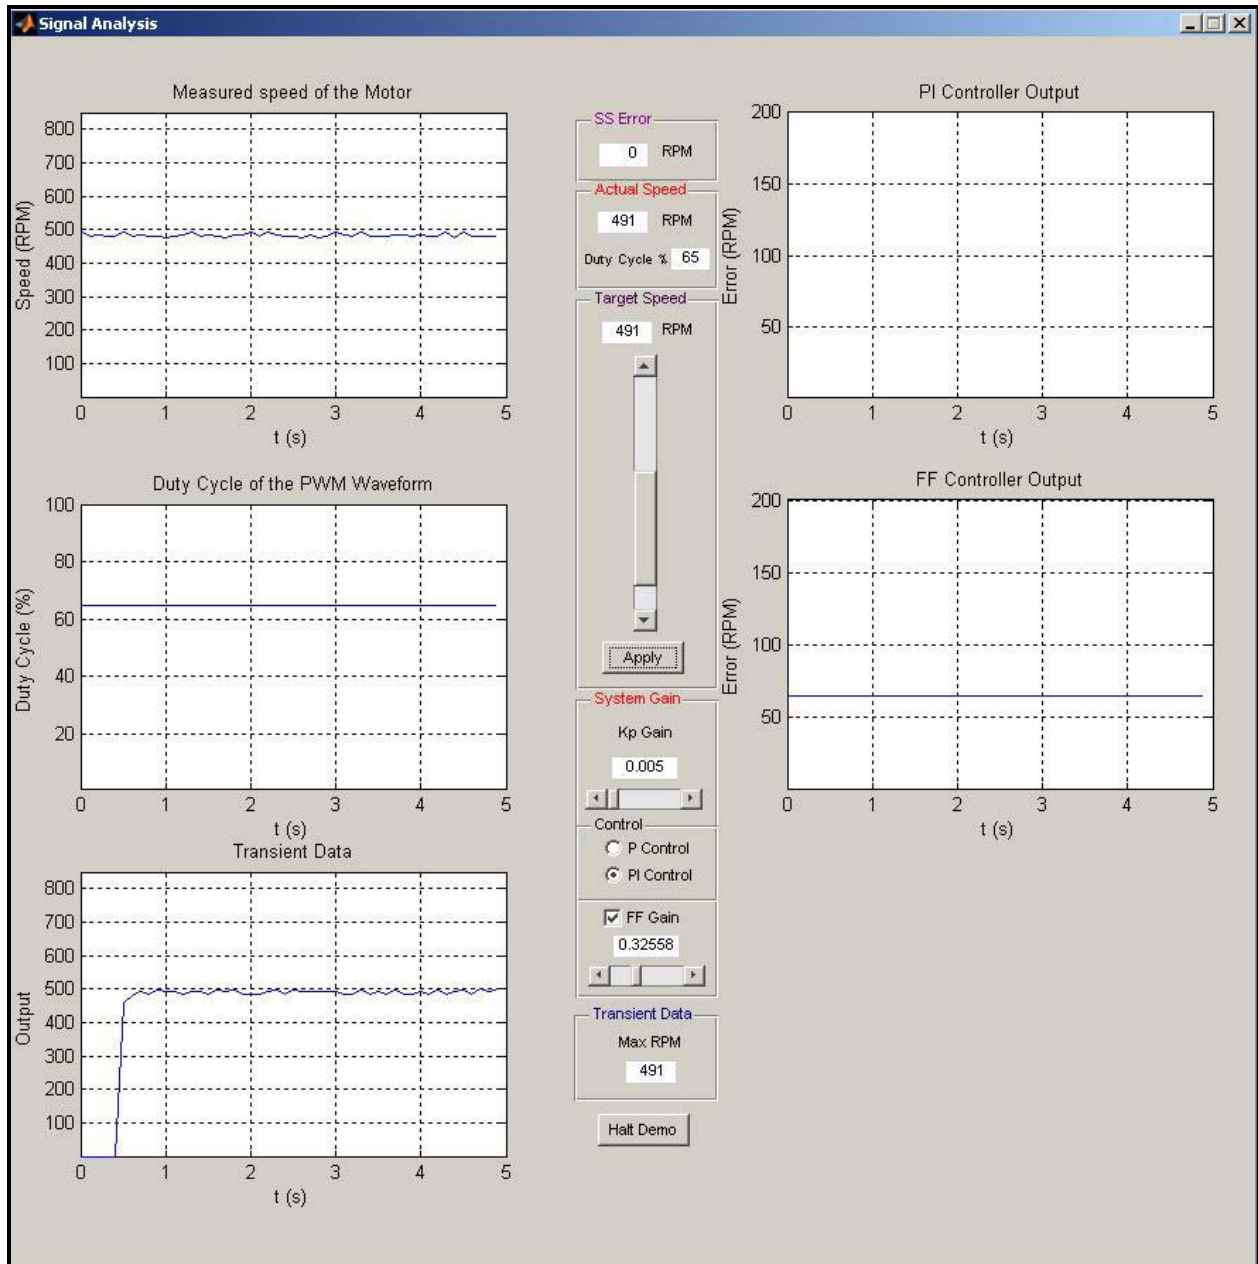 Signal Analysis
Measured speed of the Motor
800
700
600
500
400
300
200
100
Speed (RPM)
0 1 2 3 4 5
t (s)
Duty Cycle of the PWM Waveform
100
80
60
40
20
Duty Cycle (%)
0 1 2 3 4 5
t (s)
Transient Data
800
700
600
500
400
300
200
100
Output
0 1 2 3 4 5
t (s)
SS Error
0 RPM
Actual Speed
491 RPM
Duty Cycle % 65
Target Speed
491 RPM
Apply
System Gain
Kp Gain
0.005
Control
P Control
PI Control
FF Gain
0.32558
Transient Data
Max RPM
491
Halt Demo
PI Controller Output
200
150
100
50
Error (RPM)
0 1 2 3 4 5
t (s)
FF Controller Output
200
150
100
50
Error (RPM)
0 1 2 3 4 5
t (s)